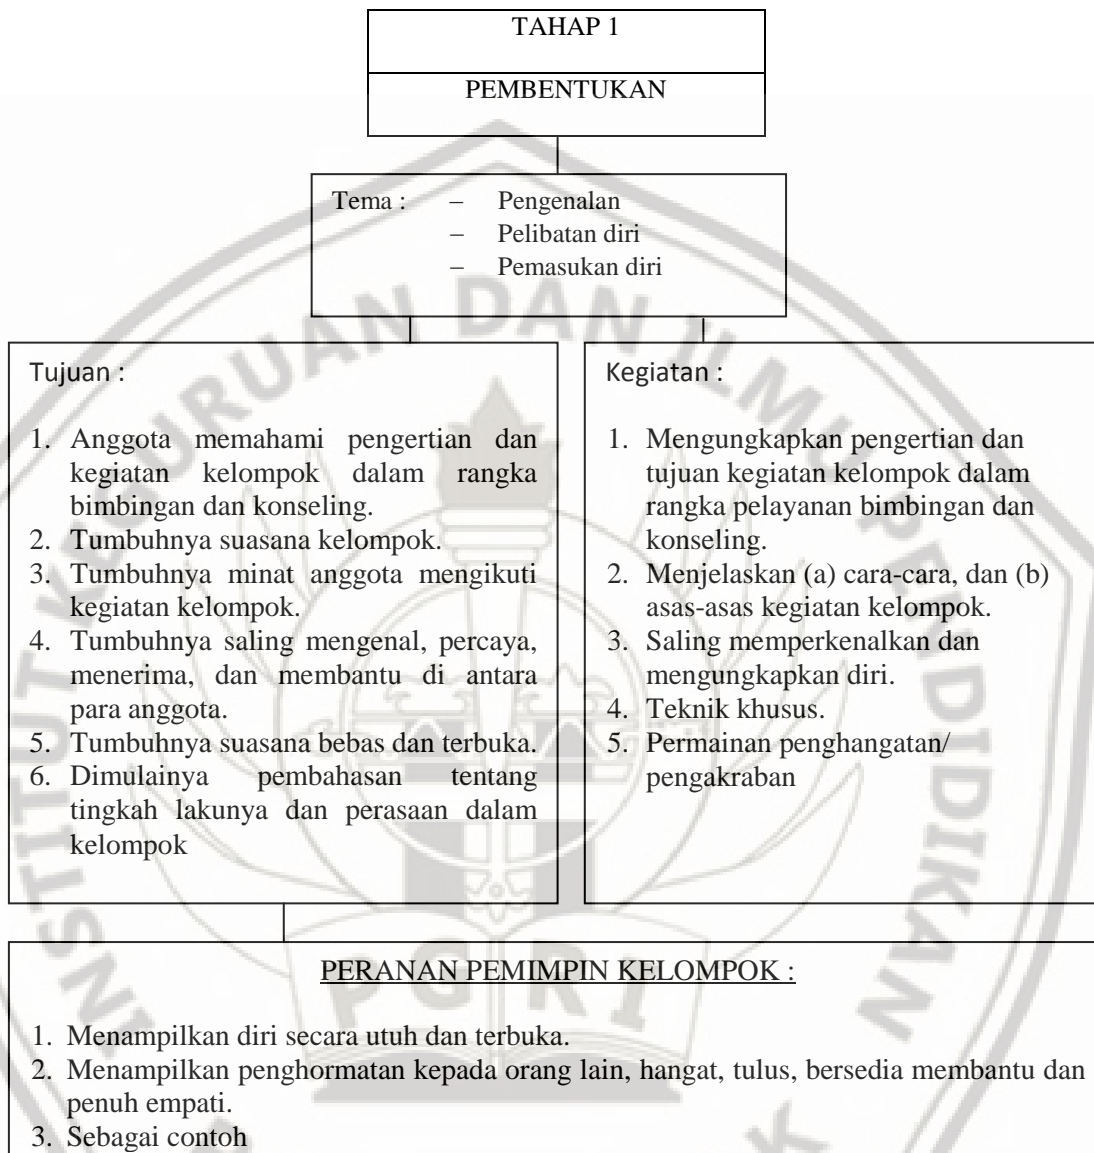 TAHAP 1
PEMBENTUKAN
Tema : – Pengenalan
– Pelibatan diri
– Pemasukan diri
Tujuan :
1. Anggota memahami pengertian dan
kegiatan kelompok dalam rangka
bimbingan dan konseling.
2. Tumbuhnya suasana kelompok.
3. Tumbuhnya minat anggota mengikuti
kegiatan kelompok.
4. Tumbuhnya saling mengenal, percaya,
menerima, dan membantu di antara
para anggota.
5. Tumbuhnya suasana bebas dan terbuka.
6. Dimulainya pembahasan tentang
tingkah lakunya dan perasaan dalam
kelompok
Kegiatan :
1. Mengungkapkan pengertian dan
tujuan kegiatan kelompok dalam
rangka pelayanan bimbingan dan
konseling.
2. Menjelaskan (a) cara-cara, dan (b)
asas-asas kegiatan kelompok.
3. Saling memperkenalkan dan
mengungkapkan diri.
4. Teknik khusus.
5. Permainan penghangatan/
pengakraban
PERANAN PEMIMPIN KELOMPOK :
1. Menampilkan diri secara utuh dan terbuka.
2. Menampilkan penghormatan kepada orang lain, hangat, tulus, bersedia membantu dan
penuh empati.
3. Sebagai contoh
INSTITUT KEGURUAN DAN ILMU PENDIDIKAN
PGRI